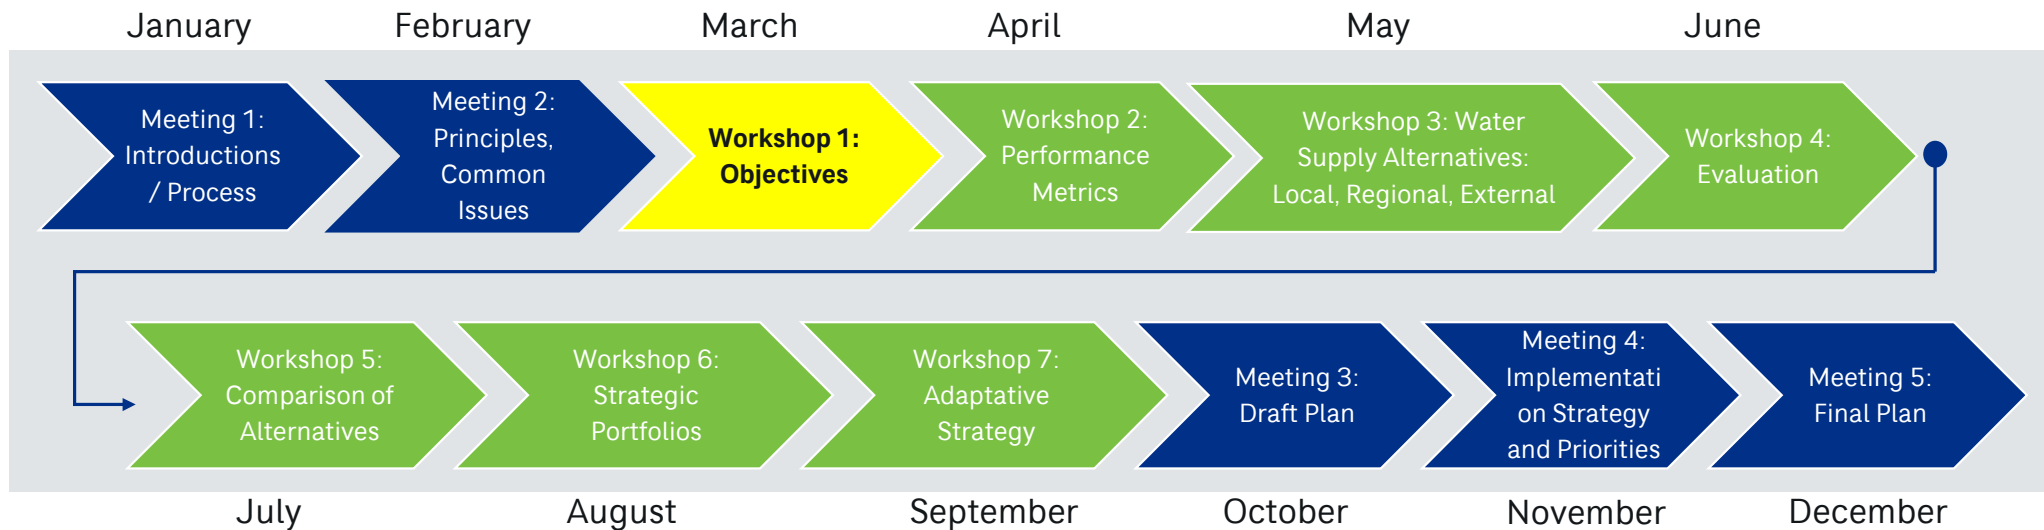 January February March April May June
Meeting 1:
Introductions
/ Process
Meeting 2:
Principles,
Common
Issues
Workshop 1:
Objectives
Workshop 2:
Performance
Metrics
Workshop 3: Water
Supply Alternatives:
Local, Regional, External
Workshop 4:
Evaluation
Workshop 5:
Comparison of
Alternatives
Workshop 6:
Strategic
Portfolios
Workshop 7:
Adaptative
Strategy
Meeting 3:
Draft Plan
Meeting 4:
Implementati
on Strategy
and Priorities
Meeting 5:
Final Plan
July August September October November December